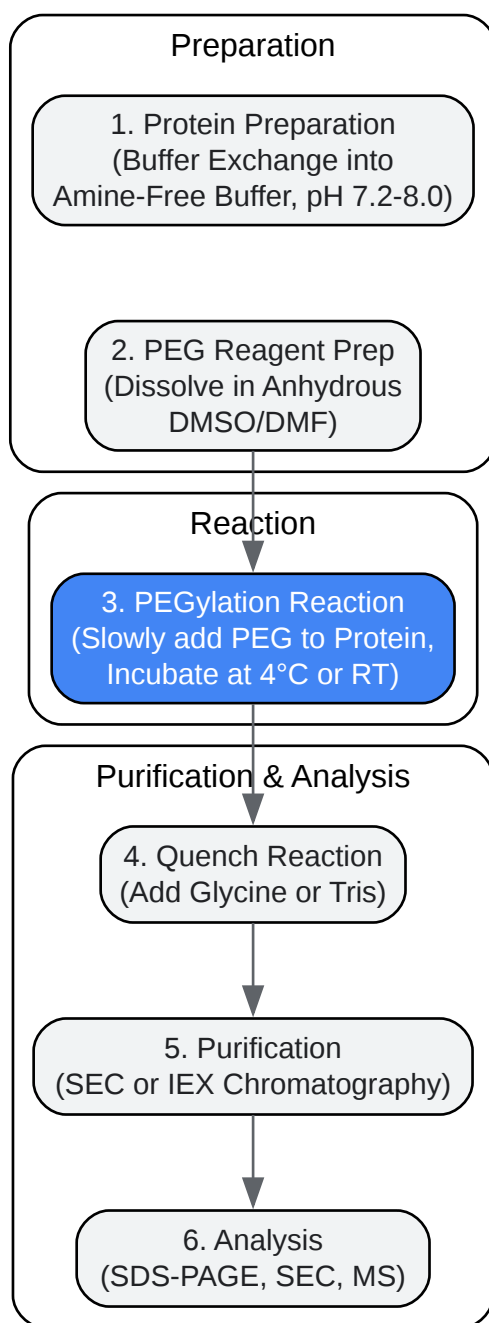 Preparation
1. Protein Preparation
(Buffer Exchange into
Amine-Free Buffer, pH 7.2-8.0)
2. PEG Reagent Prep
(Dissolve in Anhydrous
DMSO/DMF)
Reaction
3. PEGylation Reaction
(Slowly add PEG to Protein,
Incubate at 4°C or RT)
Purification & Analysis
4. Quench Reaction
(Add Glycine or Tris)
5. Purification
(SEC or IEX Chromatography)
6. Analysis
(SDS-PAGE, SEC, MS)